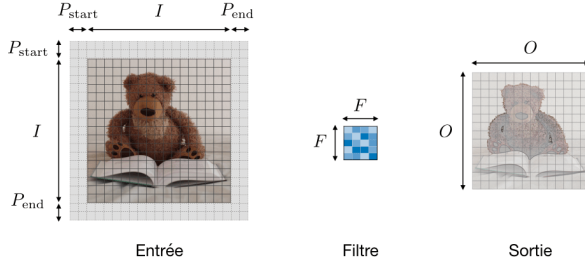 P_start I P_end
P_start
I
P_end
F
F
O
O
Entrée Filtre Sortie